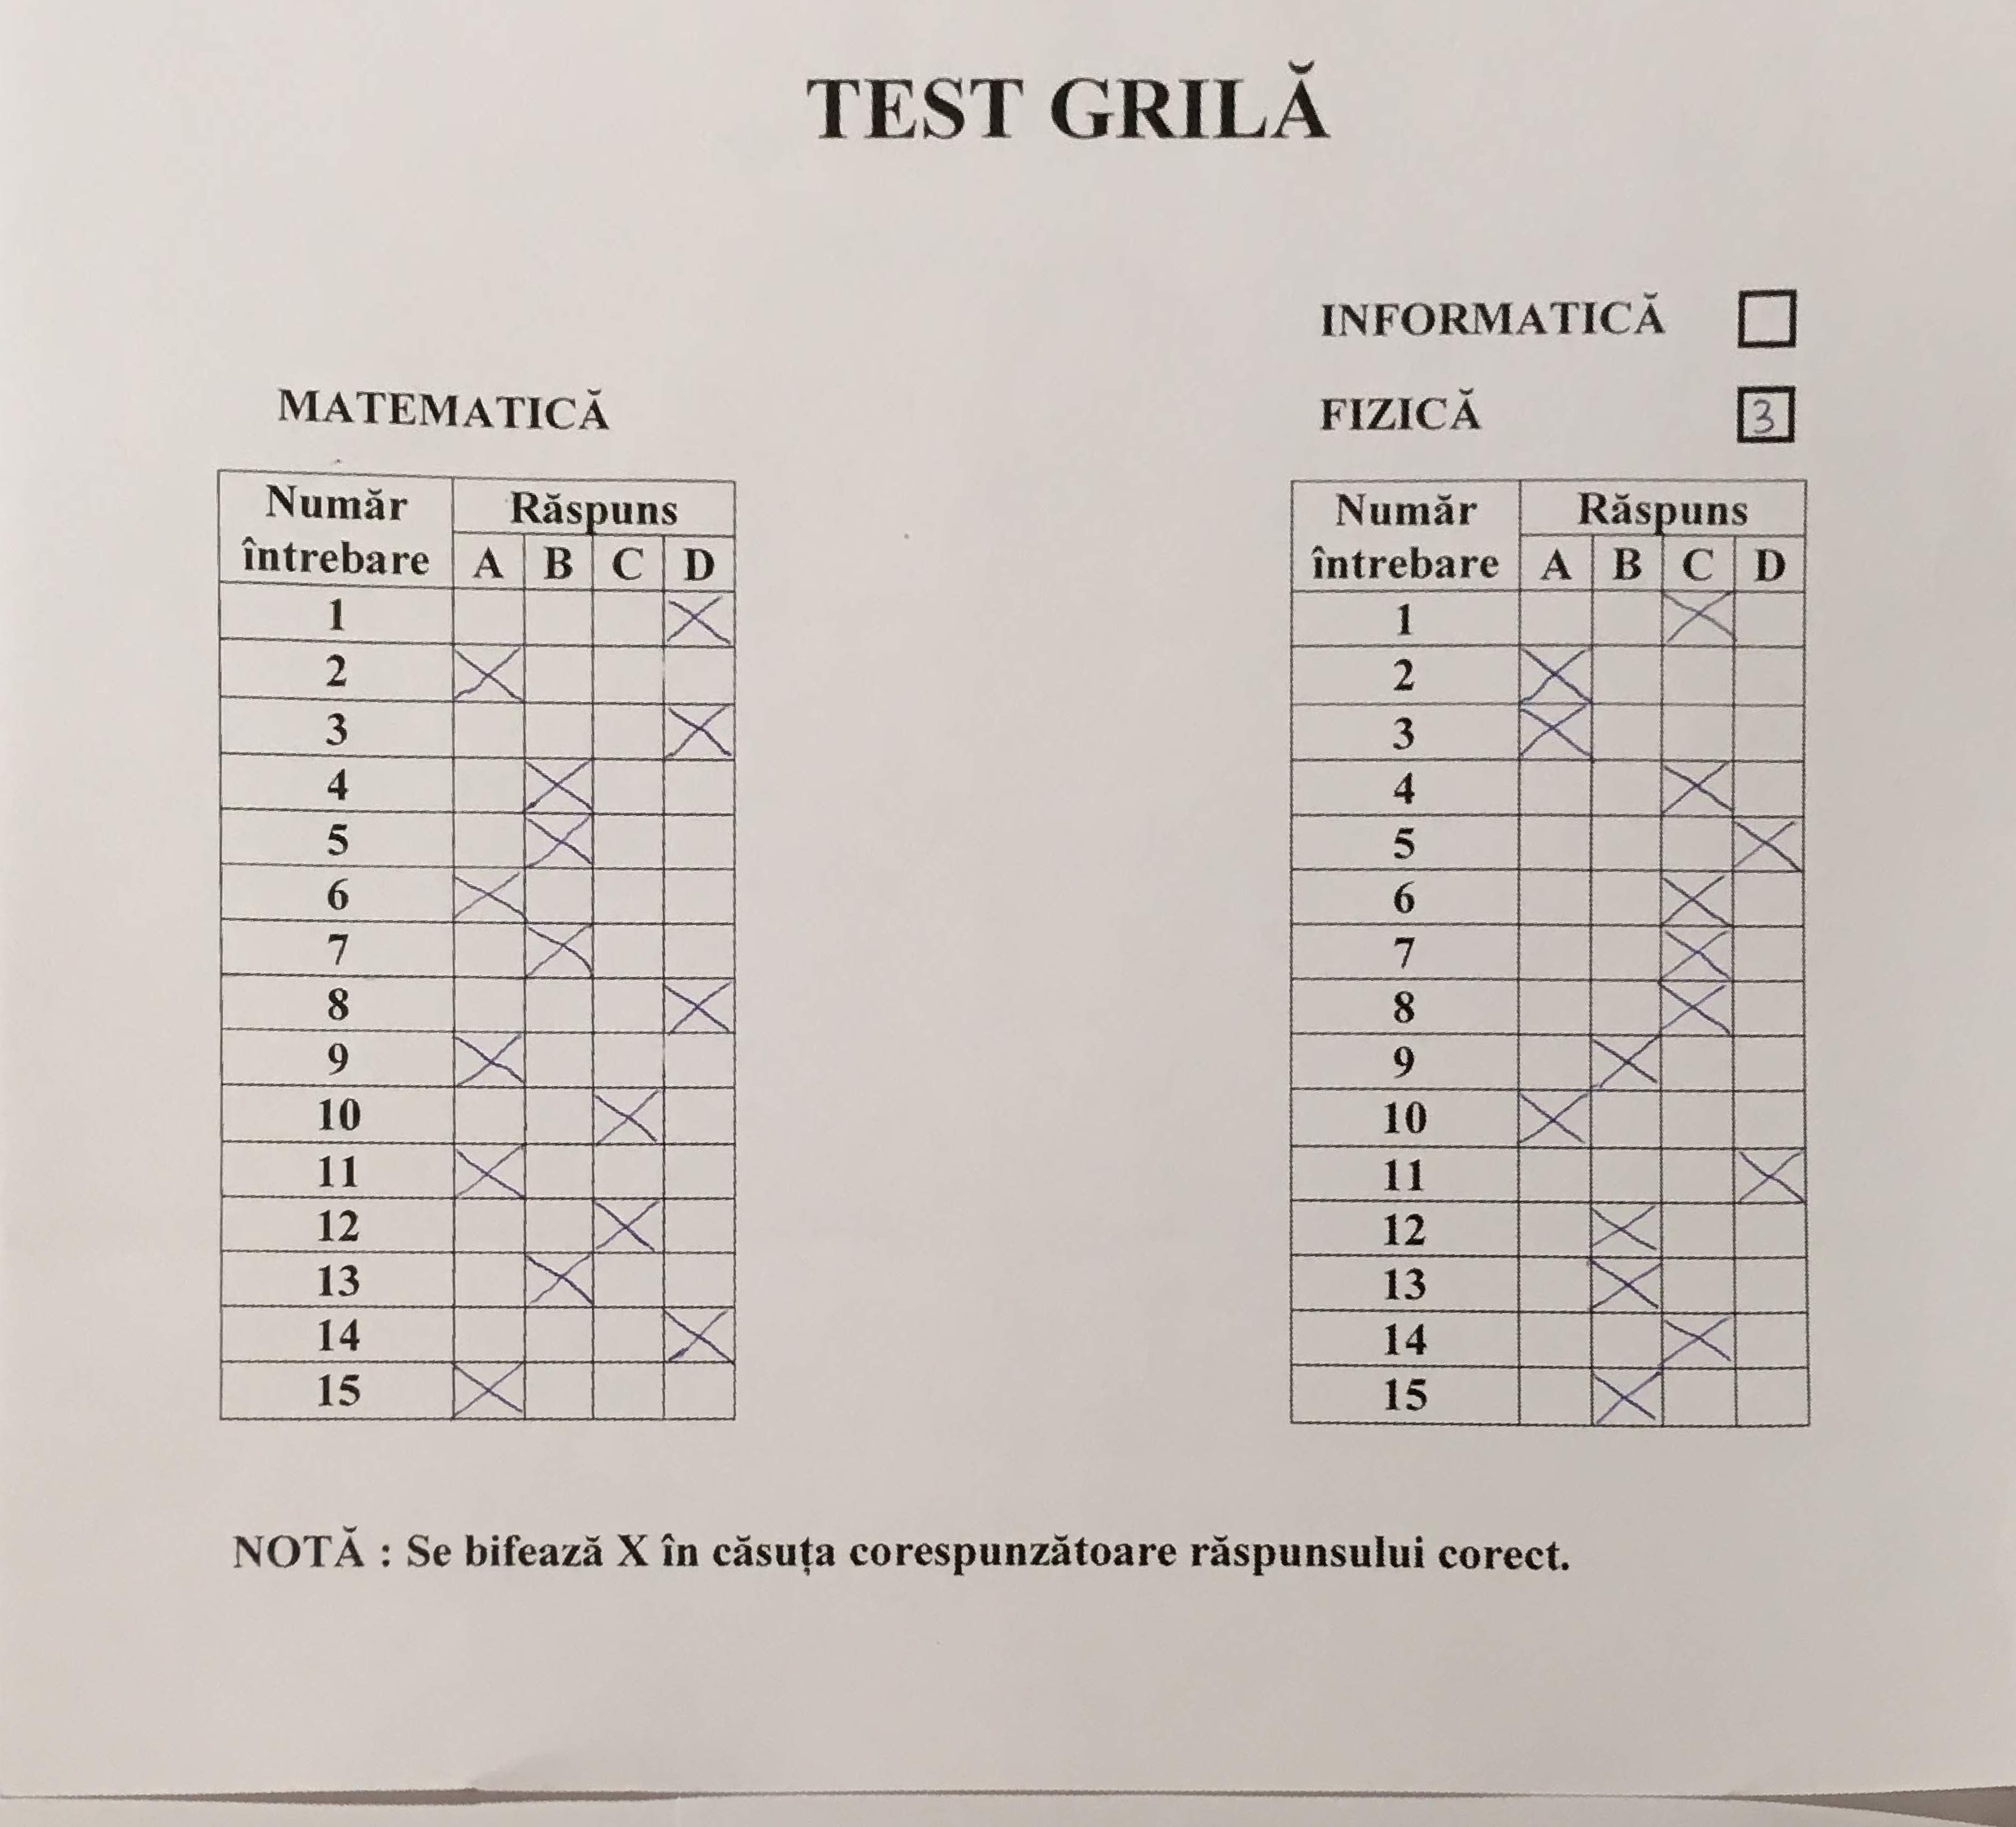 TEST GRILĂ
INFORMATICĂ
MATEMATICĂ
FIZICĂ 3
Număr întrebare Răspuns
A B C D
1 X
2 X
3 X
4 X
5 X
6 X
7 X
8 X
9 X
10 X
11 X
12 X
13 X
14 X
15 X
Număr întrebare Răspuns
A B C D
1 X
2 X
3 X
4 X
5 X
6 X
7 X
8 X
9 X
10 X
11 X
12 X
13 X
14 X
15 X
NOTĂ : Se bifează X în căsuța corespunzătoare răspunsului corect.